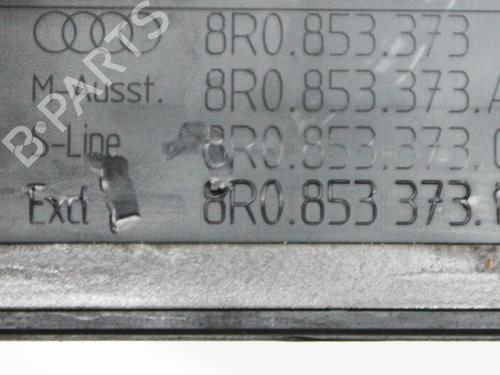 8R0.853.373
M-Ausst. 8R0.853.373.A
S-Line 8R0.853.373.
Excl 8R0.853 373.
B-PARTS